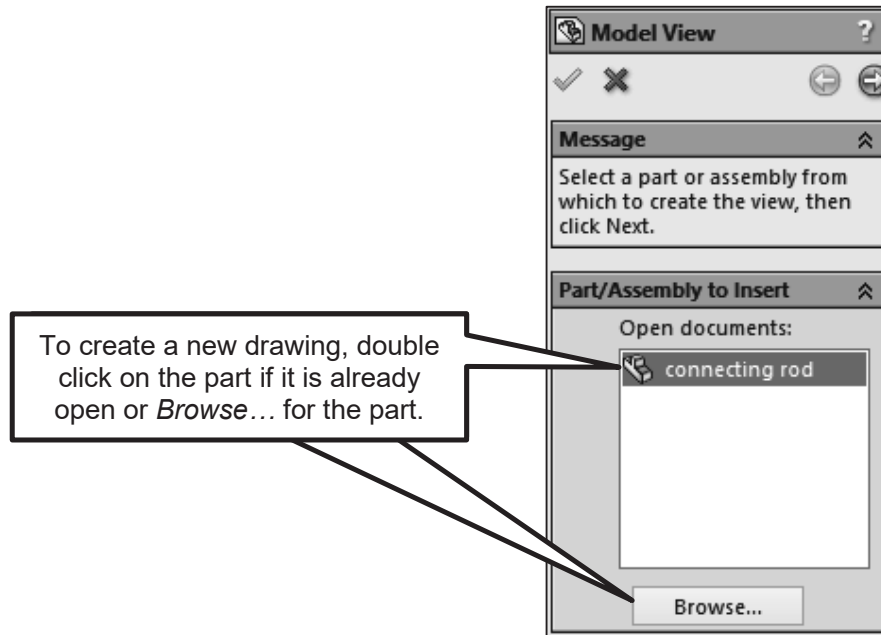 Model View ?
Message
Select a part or assembly from
which to create the view, then
click Next.
Part/Assembly to Insert
Open documents:
connecting rod
Browse...
To create a new drawing, double
click on the part if it is already
open or Browse… for the part.